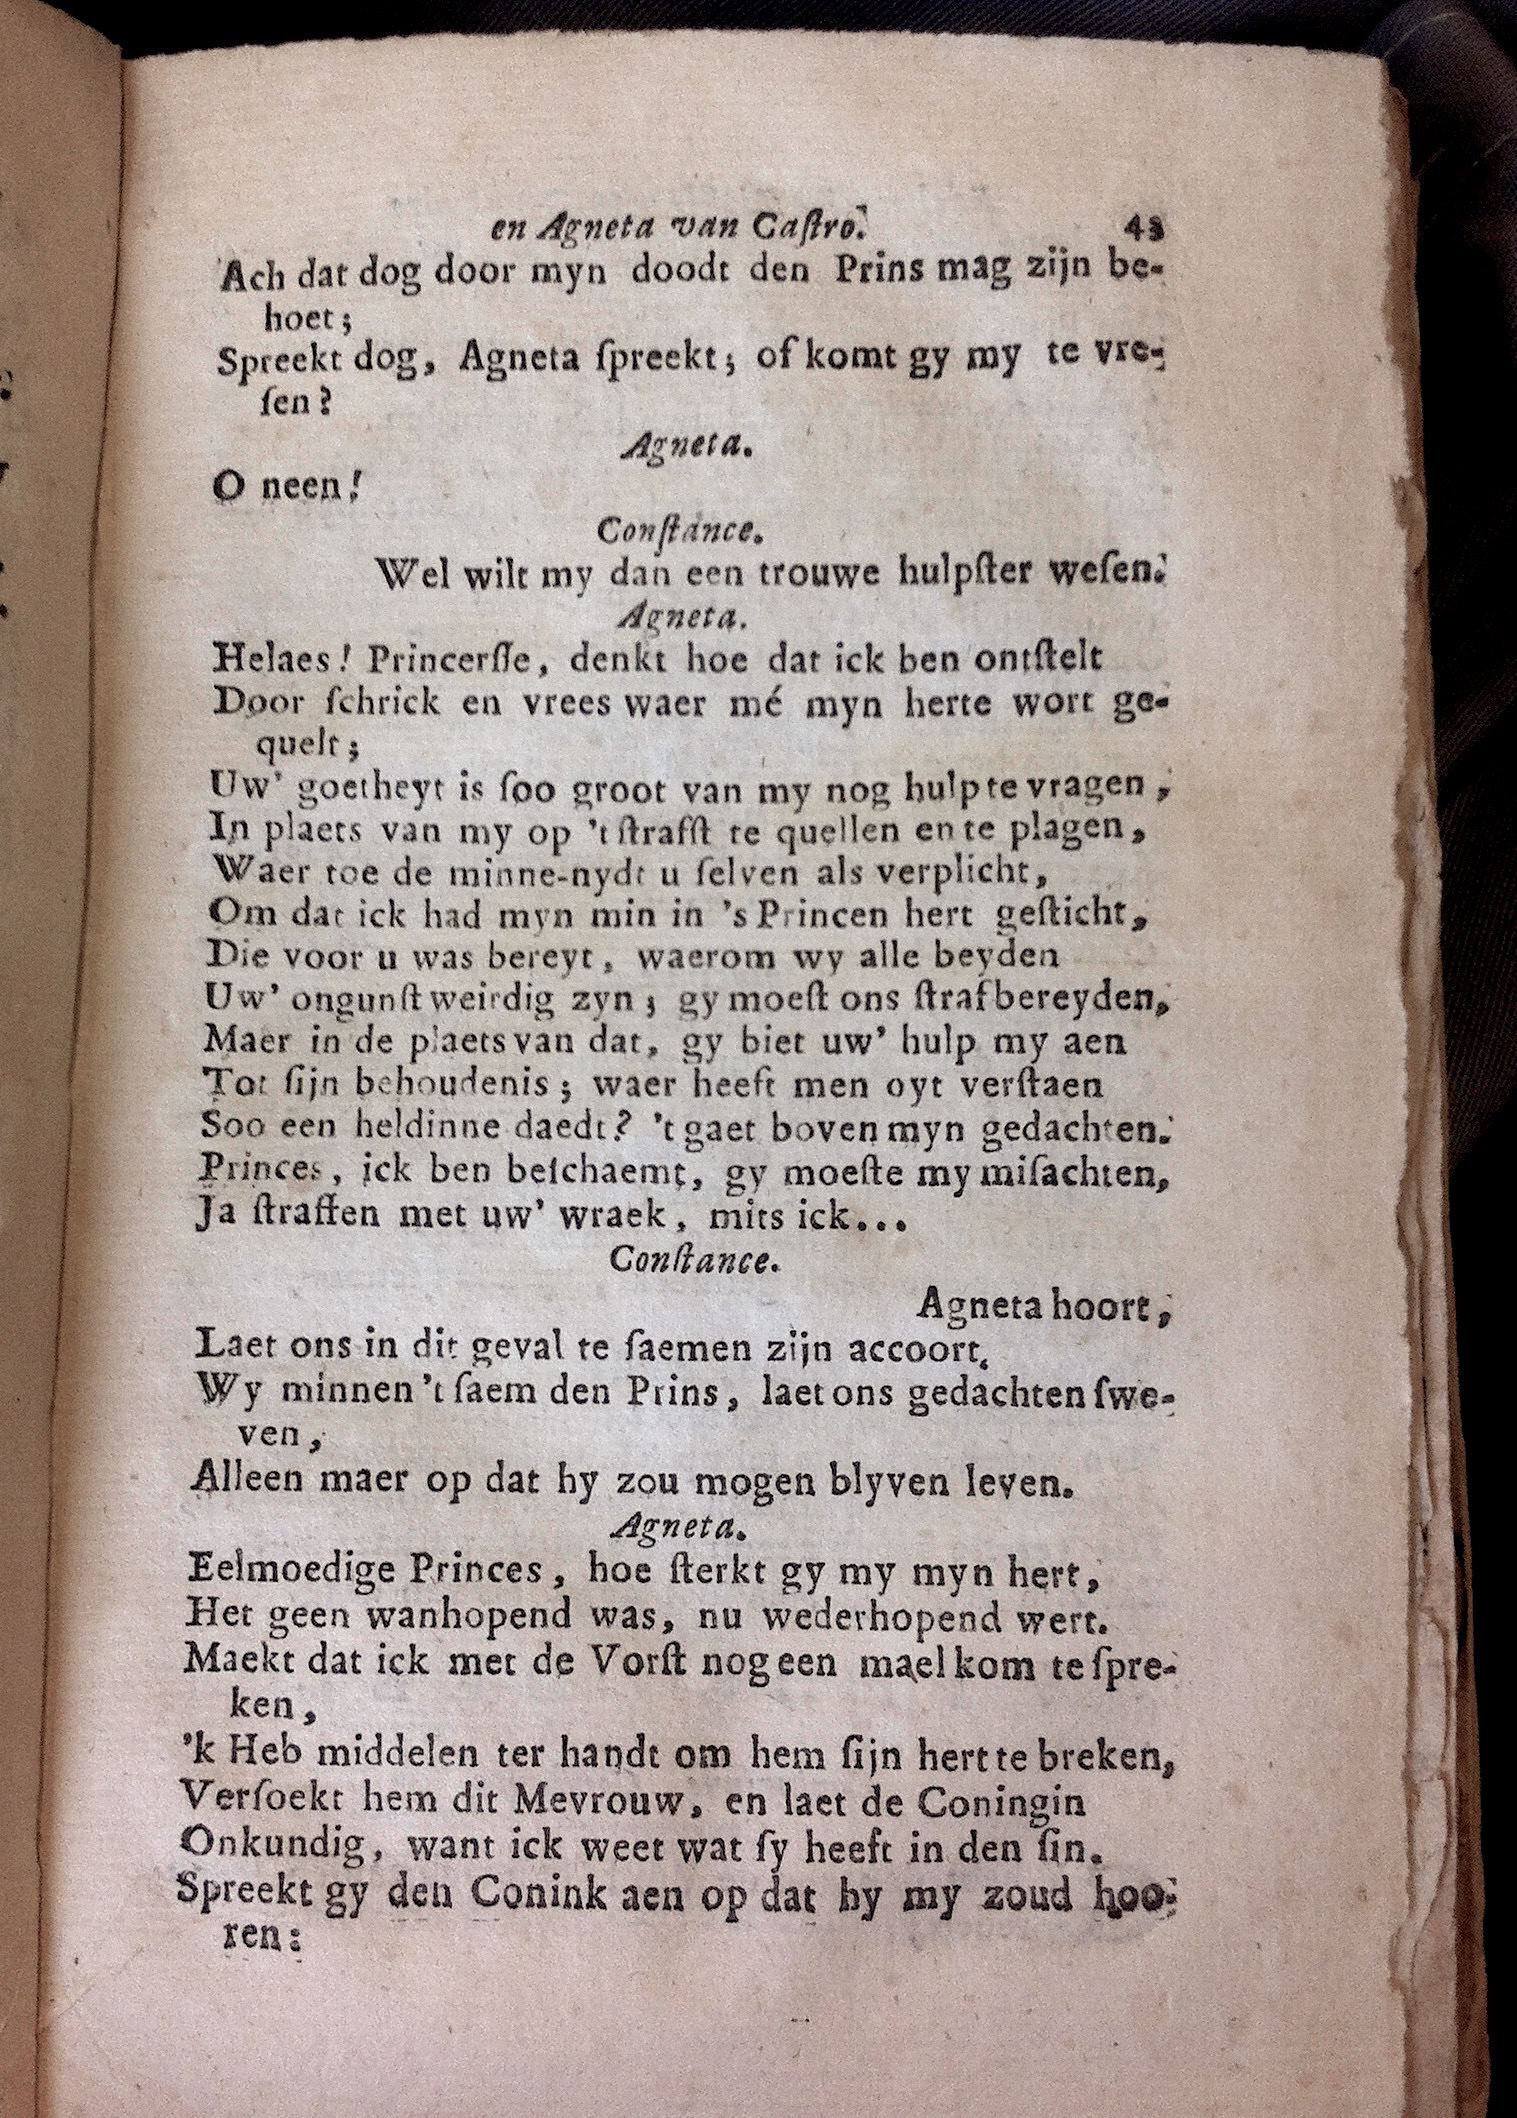 en Agneta van Caſtro. 43
Ach dat dog door myn doodt den Prins mag zijn be-
hoet;
Spreekt dog, Agneta ſpreekt; of komt gy my te vre-
ſen?
Agneta.
O neen!
Conſtance.
Wel wilt my dan een trouwe hulpſter weſen.
Agneta.
Helaes! Princerſſe, denkt hoe dat ick ben ontſtelt
Door ſchrick en vrees waer mé myn herte wort ge-
quelt;
Uw' goetheyt is ſoo groot van my nog hulp te vragen,
In plaets van my op 't ſtrafſt te quellen en te plagen,
Waer toe de minne-nydt u ſelven als verplicht,
Om dat ick had myn min in 's Princen hert geſticht,
Die voor u was bereyt, waerom wy alle beyden
Uw' ongunſt weirdig zyn; gy moeſt ons ſtraf bereyden,
Maer in de plaets van dat, gy biet uw' hulp my aen
Tot ſijn behoudenis; waer heeft men oyt verſtaen
Soo een heldinne daedt? 't gaet boven myn gedachten.
Princes, ick ben beſchaemt, gy moeſte my miſachten,
Ja ſtraffen met uw' wraek, mits ick...
Conſtance.
Agneta hoort,
Laet ons in dit geval te ſaemen zijn accoort.
Wy minnen 't ſaem den Prins, laet ons gedachten ſwe-
ven,
Alleen maer op dat hy zou mogen blyven leven.
Agneta.
Eelmoedige Princes, hoe ſterkt gy my myn hert,
Het geen wanhopend was, nu wederhopend wert.
Maekt dat ick met de Vorſt nog een mael kom te ſpre-
ken,
'k Heb middelen ter handt om hem ſijn hert te breken,
Verſoekt hem dit Mevrouw, en laet de Coningin
Onkundig, want ick weet wat ſy heeft in den ſin.
Spreekt gy den Conink aen op dat hy my zoud hoo-
ren: